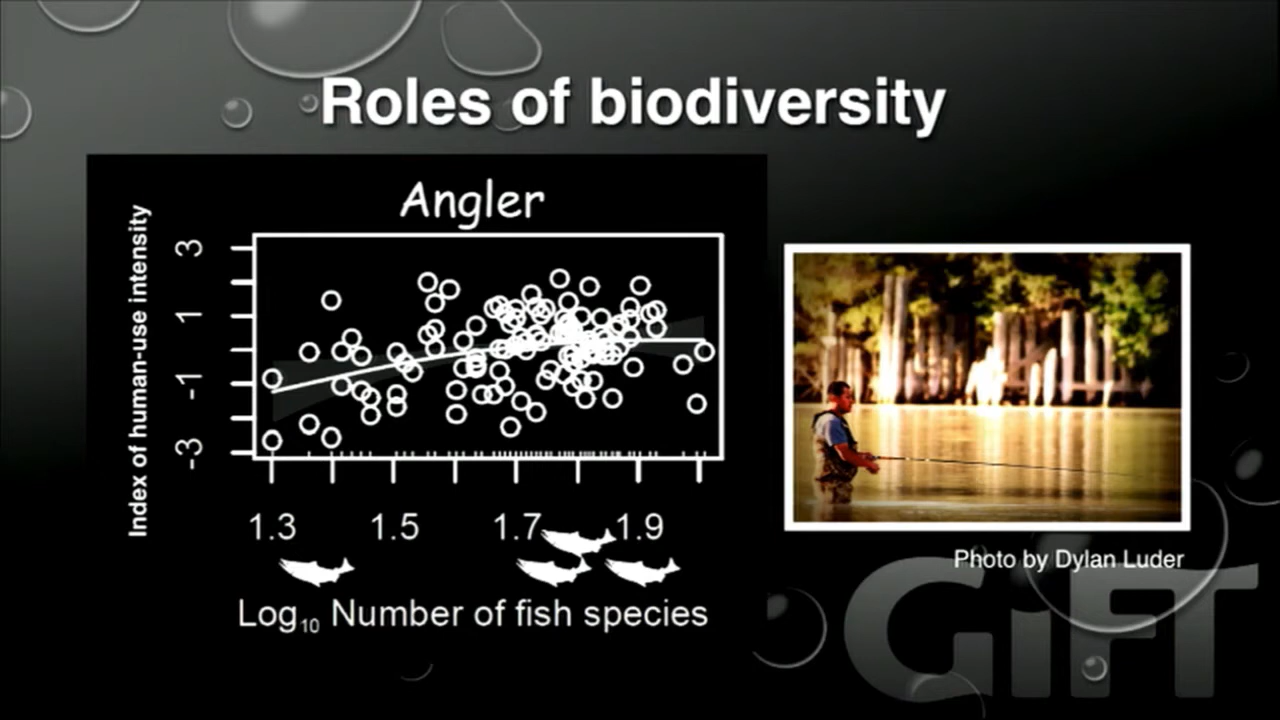 Roles of biodiversity
Angler
Index of human-use intensity
3
1
-1
-3
1.3 1.5 1.7 1.9
Log₁₀ Number of fish species
Photo by Dylan Luder
GiFT